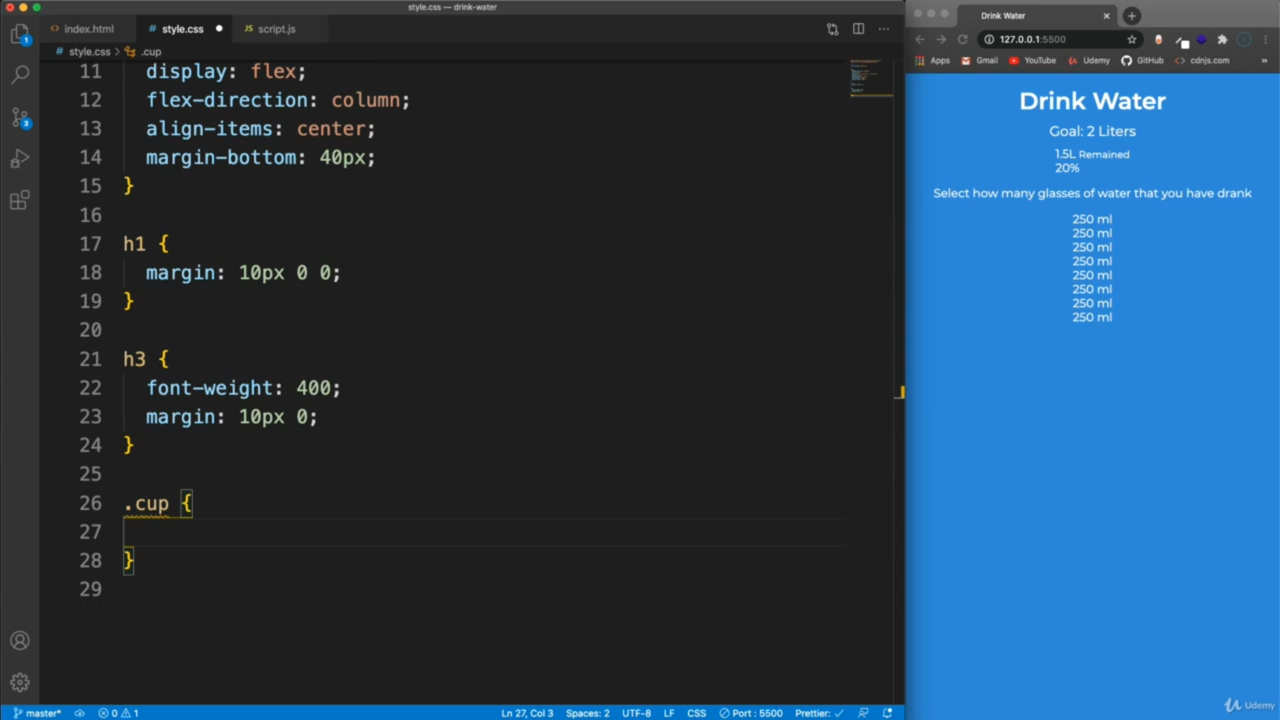 style.css — drink-water
index.html
style.css
script.js
style.css > .cup
11 display: flex;
12 flex-direction: column;
13 align-items: center;
14 margin-bottom: 40px;
15 }
16
17 h1 {
18 margin: 10px 0 0;
19 }
20
21 h3 {
22 font-weight: 400;
23 margin: 10px 0;
24 }
25
26 .cup {
27
28 }
29
master*
0 1
Ln 27, Col 3
Spaces: 2
UTF-8
LF
CSS
Port : 5500
Prettier: ✓
1
3
Drink Water
127.0.0.1:5500
Apps
Gmail
YouTube
Udemy
GitHub
cdnjs.com
»
Drink Water
Goal: 2 Liters
1.5L Remained
20%
Select how many glasses of water that you have drank
250 ml
250 ml
250 ml
250 ml
250 ml
250 ml
250 ml
250 ml
Udemy